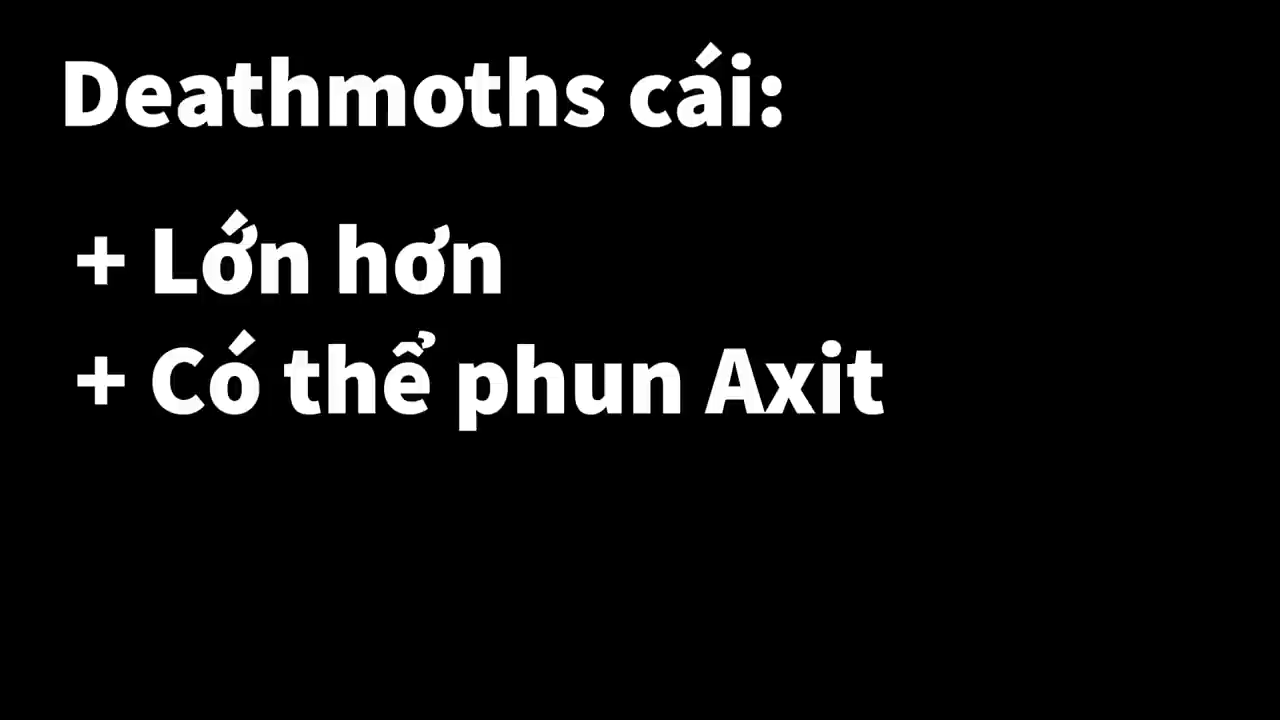 Deathmoths cái:
+ Lớn hơn
+ Có thể phun Axit